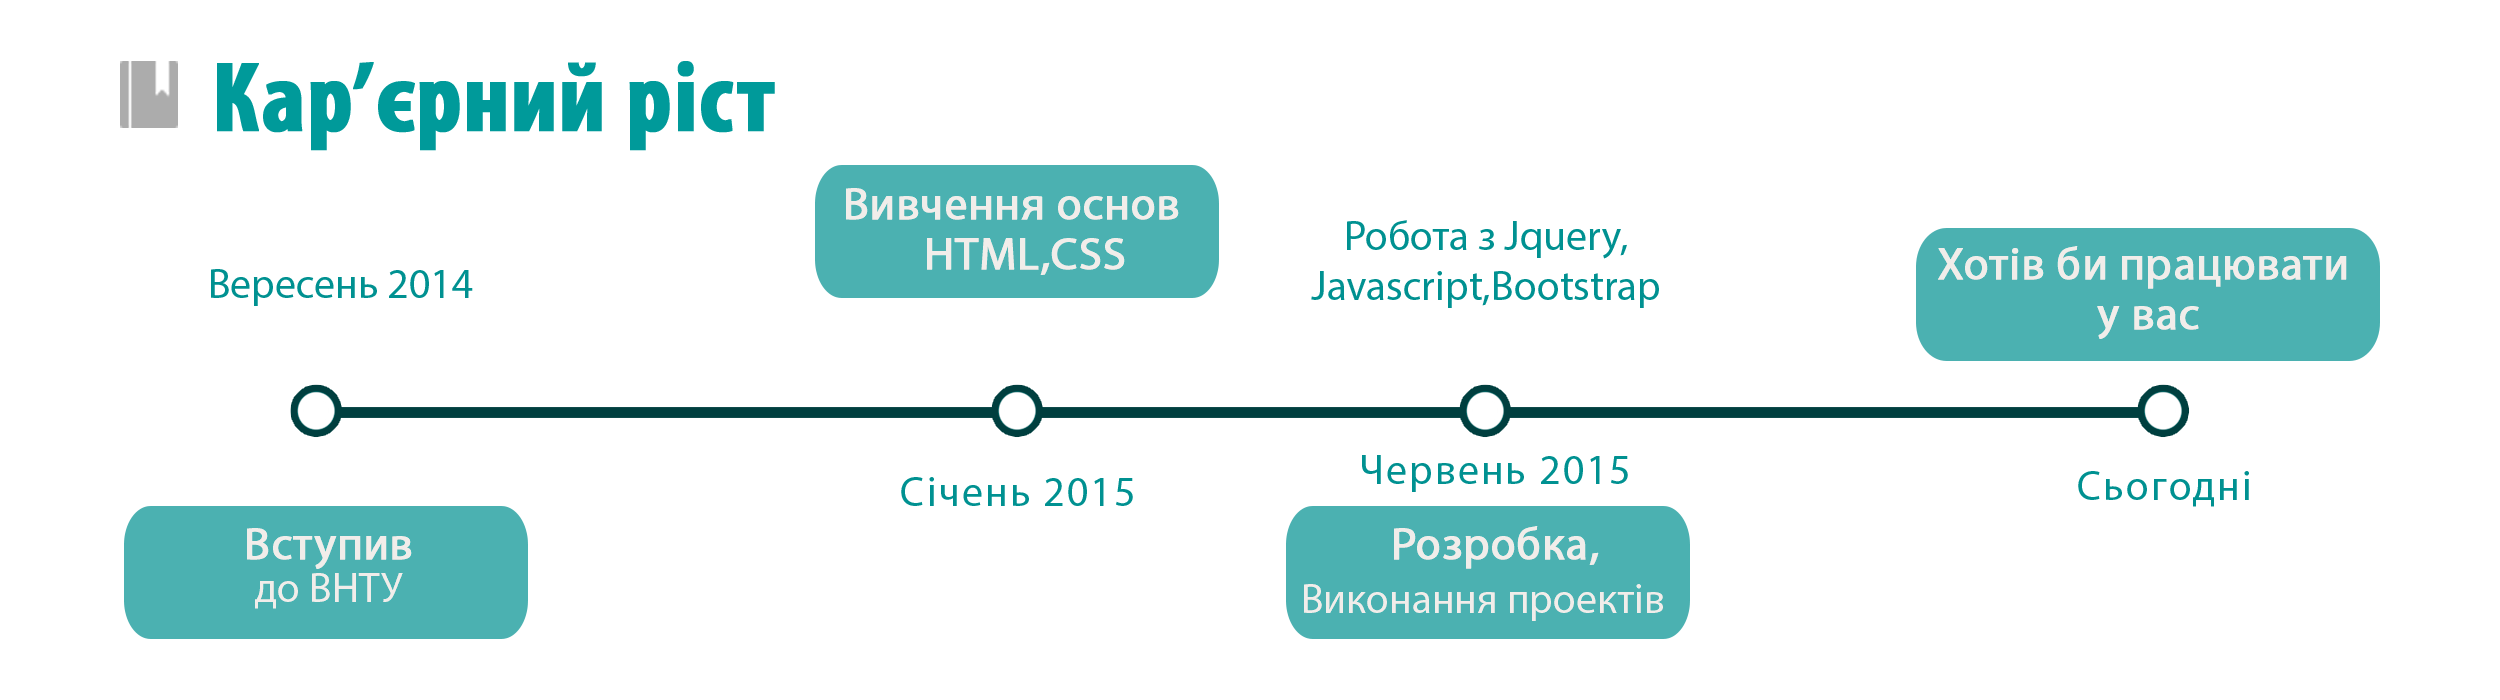 Кар’єрний ріст
Вересень 2014
Вступив
до ВНТУ
Вивчення основ
HTML,CSS
Січень 2015
Робота з Jquery,
Javascript,Bootstrap
Червень 2015
Розробка,
Виконання проектів
Хотів би працювати
у вас
Сьогодні